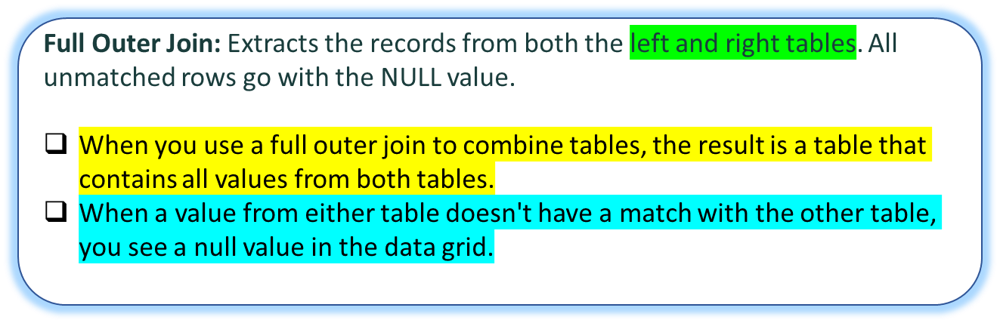 Full Outer Join: Extracts the records from both the left and right tables. All
unmatched rows go with the NULL value.
❑ When you use a full outer join to combine tables, the result is a table that
contains all values from both tables.
❑ When a value from either table doesn't have a match with the other table,
you see a null value in the data grid.